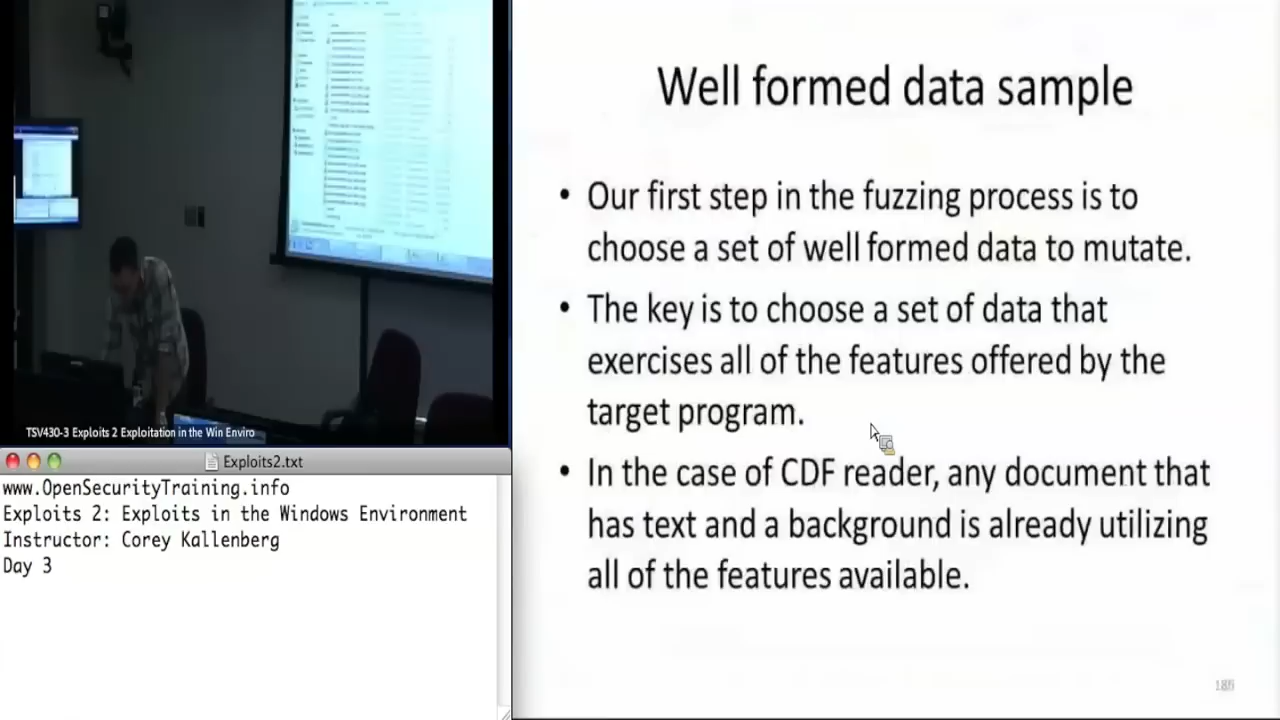 Well formed data sample
• Our first step in the fuzzing process is to
choose a set of well formed data to mutate.
• The key is to choose a set of data that
exercises all of the features offered by the
target program.
• In the case of CDF reader, any document that
has text and a background is already utilizing
all of the features available.
185
TSV430-3 Exploits 2 Exploitation in the Win Enviro
Exploits2.txt
www.OpenSecurityTraining.info
Exploits 2: Exploits in the Windows Environment
Instructor: Corey Kallenberg
Day 3